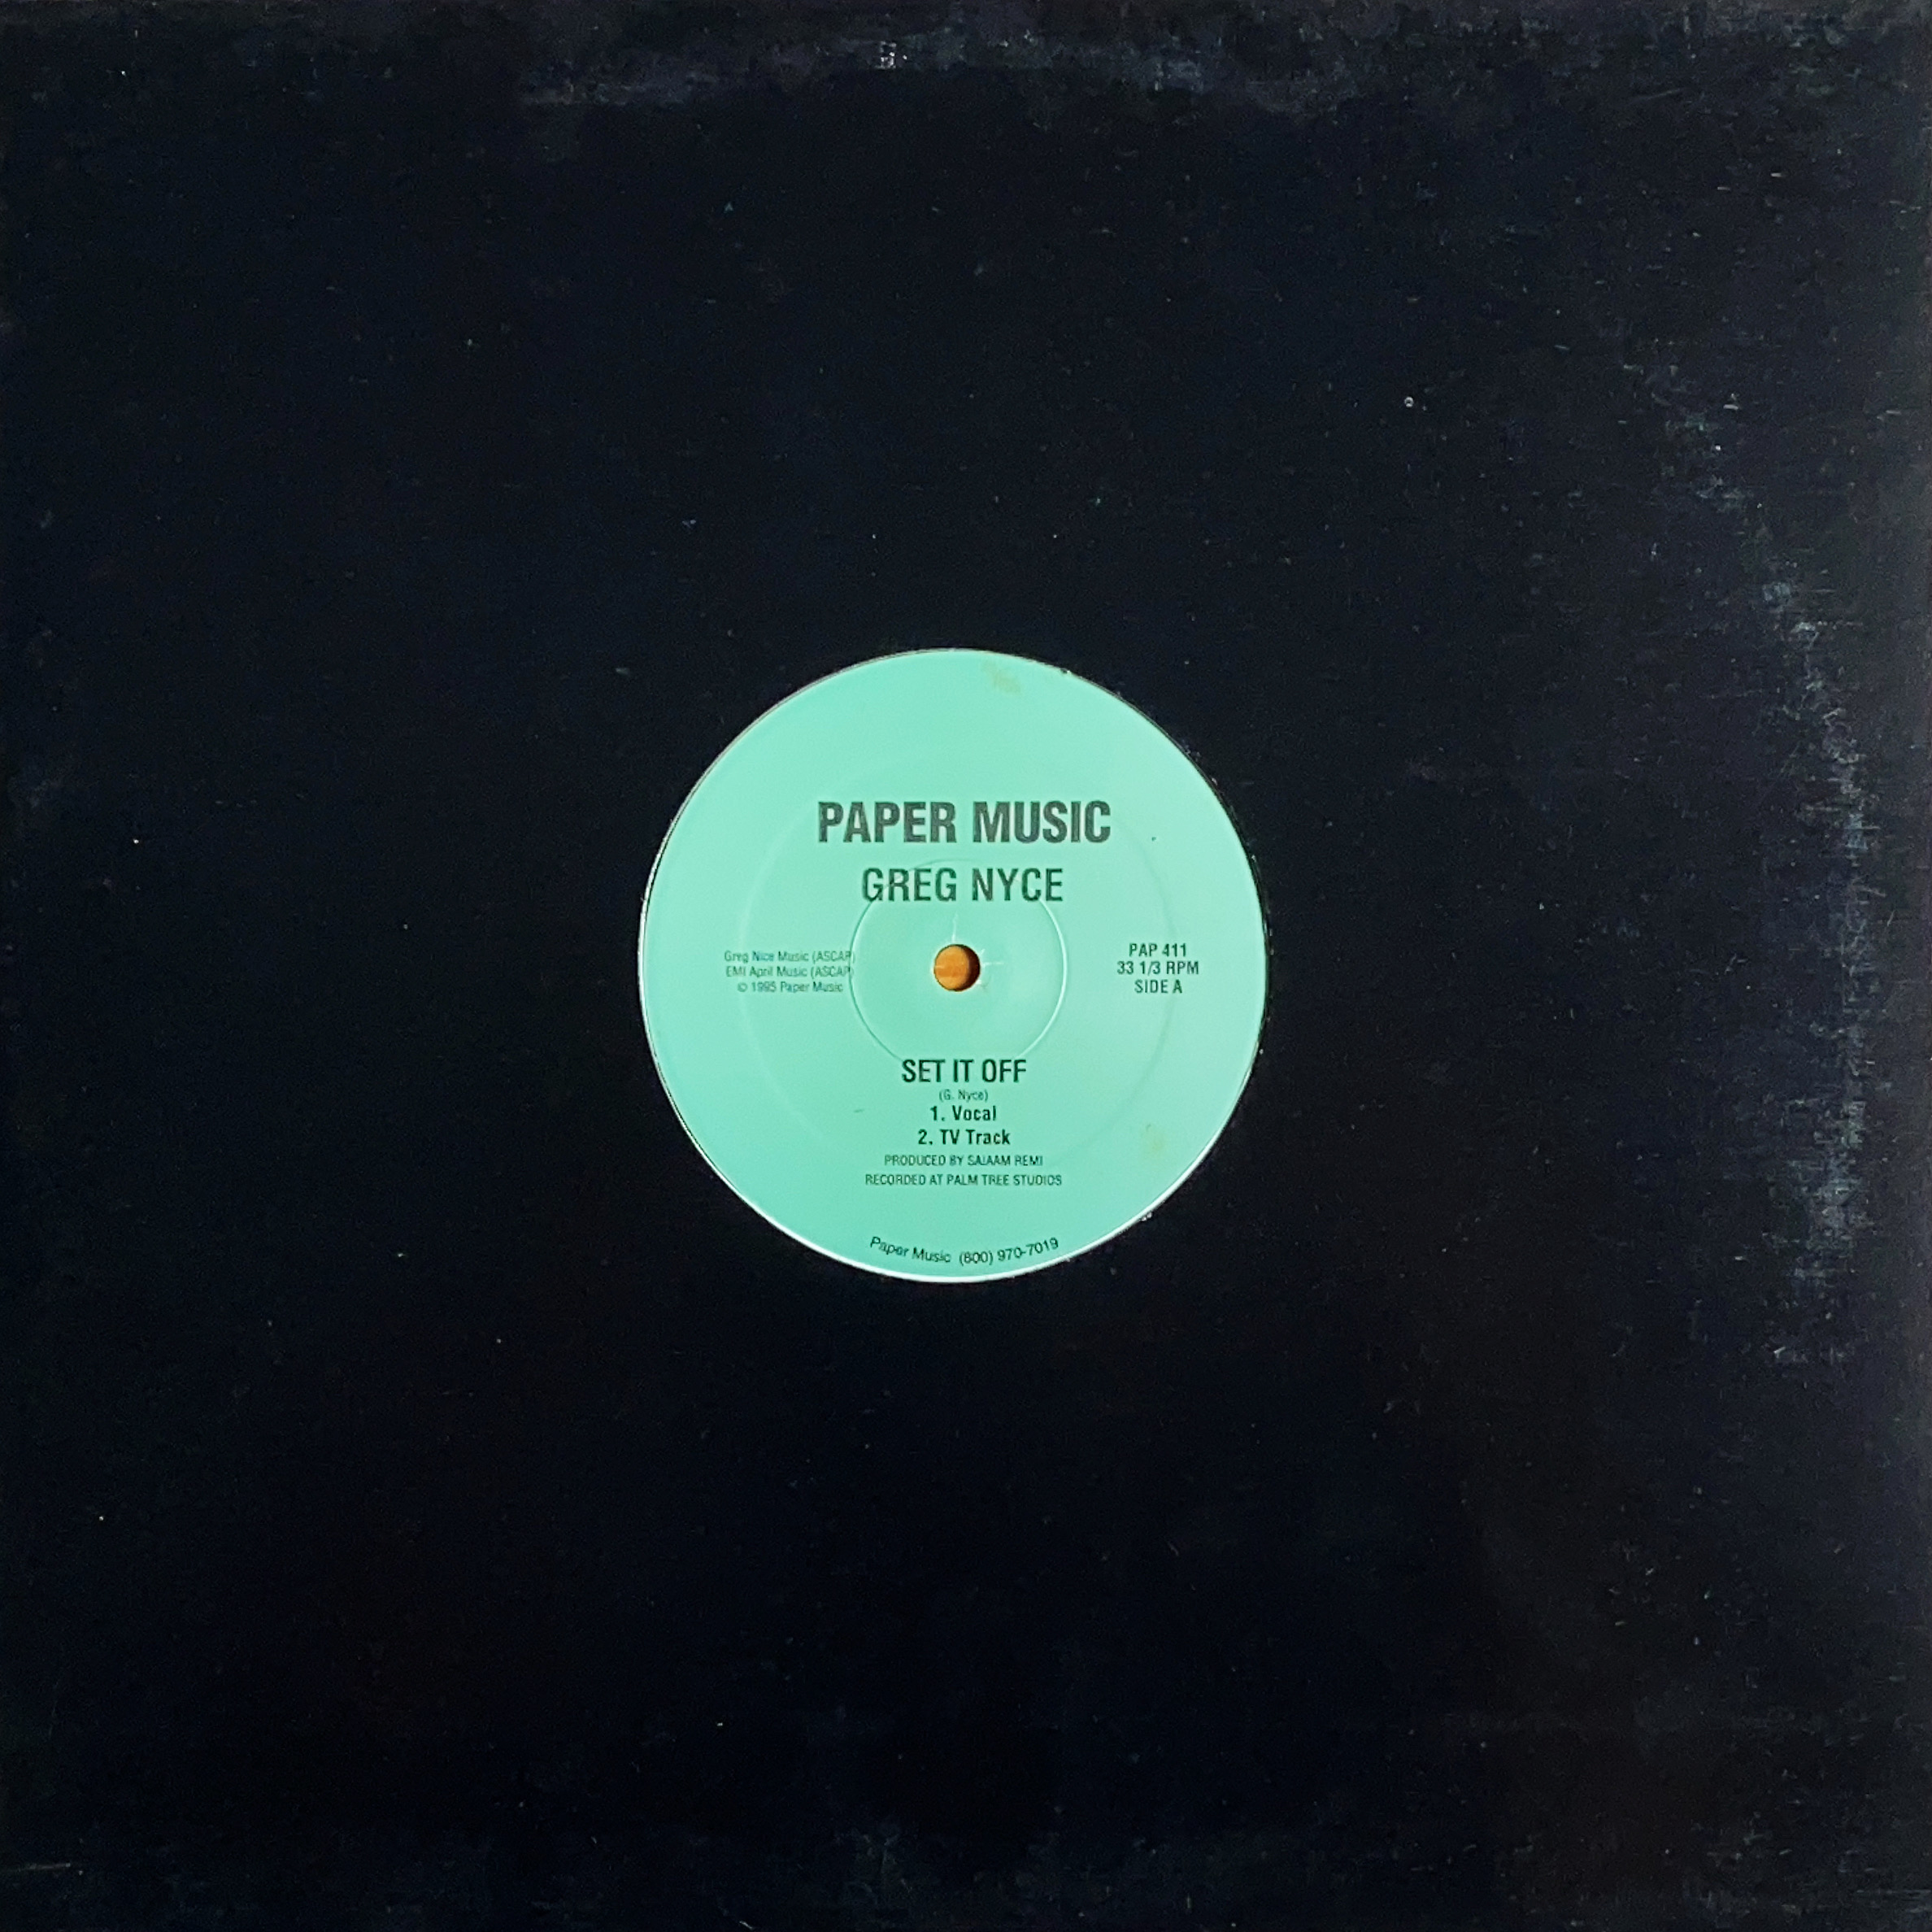 PAPER MUSIC
GREG NYCE
Greg Nice Music (ASCAP)
EMI April Music (ASCAP)
© 1995 Paper Music
PAP 411
33 1/3 RPM
SIDE A
SET IT OFF
(G. Nyce)
1. Vocal
2. TV Track
PRODUCED BY SAIAAM REMI
RECORDED AT PALM TREE STUDIOS
Paper Music (800) 970-7019